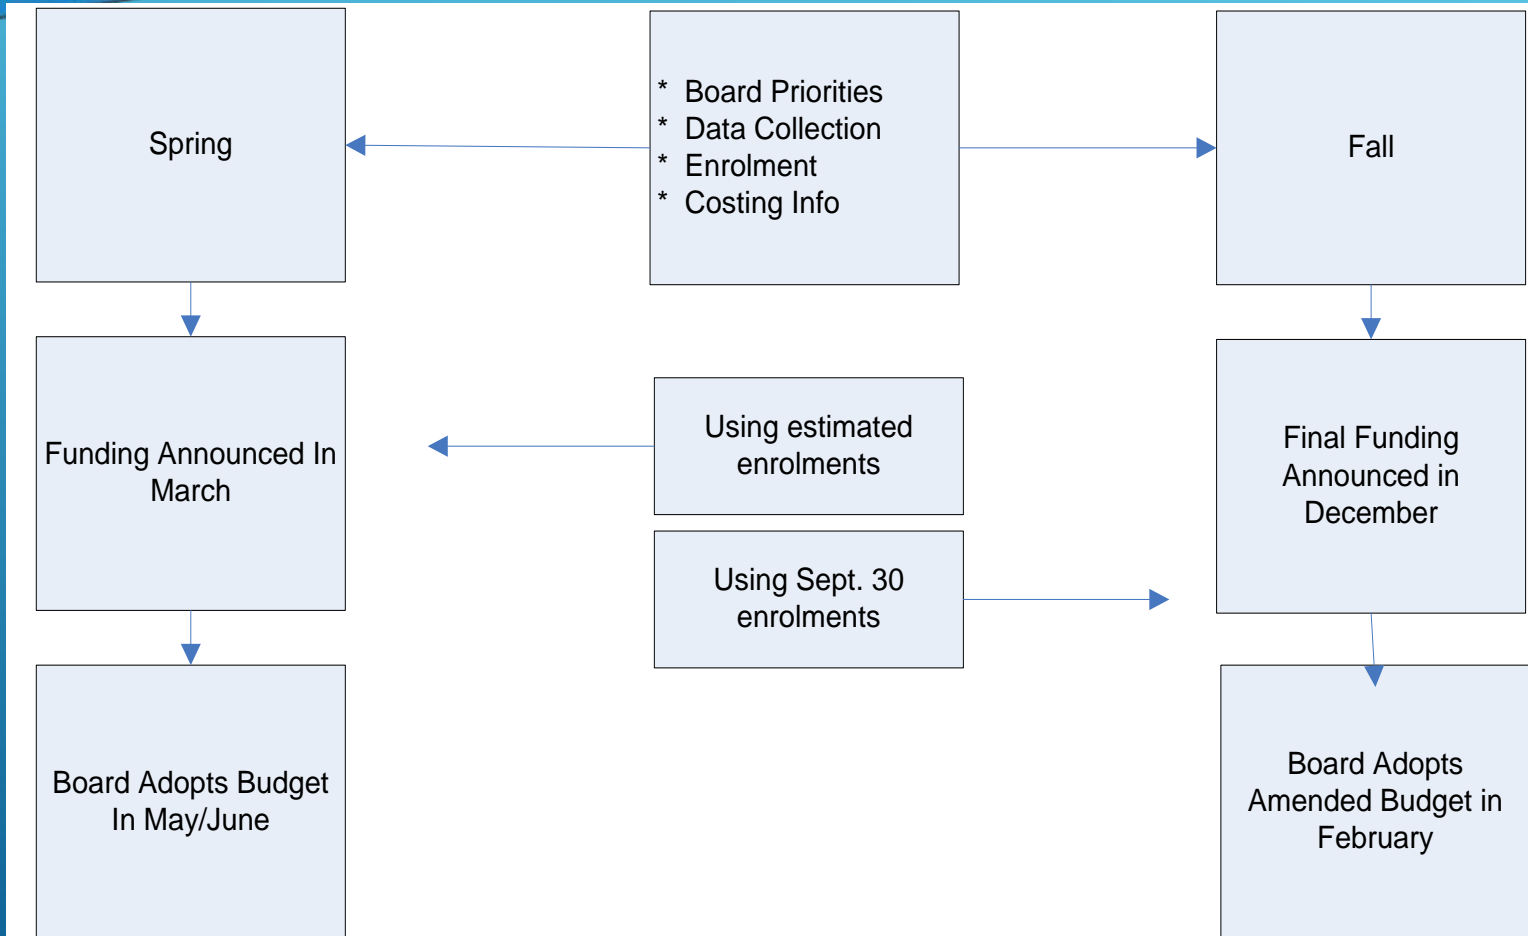 Spring
* Board Priorities
* Data Collection
* Enrolment
* Costing Info
Fall
Funding Announced In
March
Using estimated
enrolments
Using Sept. 30
enrolments
Final Funding
Announced in
December
Board Adopts Budget
In May/June
Board Adopts
Amended Budget in
February